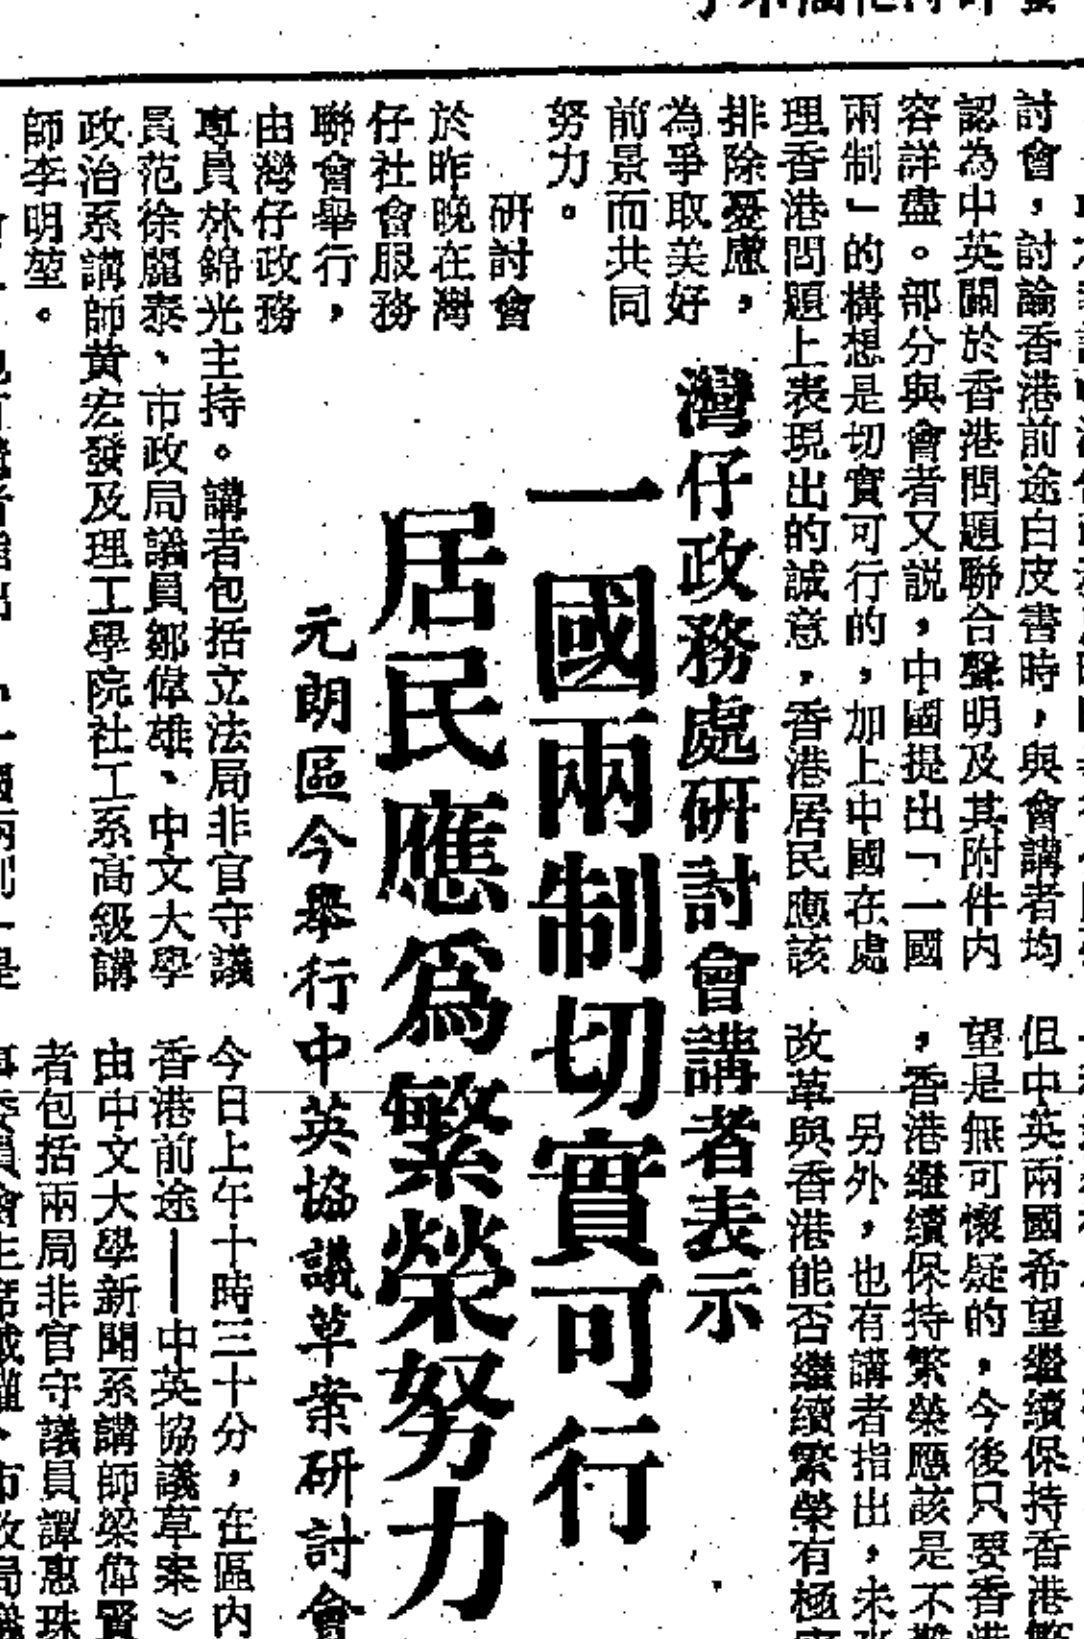 討會，討論香港前途白皮書時，與會講者均
認為中英關於香港問題聯合聲明及其附件内
容詳盡。部分與會者又説，中國提出「一國
兩制」的構想是切實可行的，加上中國在處
理香港問題上表現出的誠意，香港居民應該
排除憂慮，
為爭取美好
前景而共同
努力。
灣仔政務處研討會講者表示
一國兩制切實可行
居民應爲繁榮努力
元朗區今舉行中英協議草案研討會
研討會
於昨晚在灣
仔社會服務
聯會舉行，
由灣仔政務
專員林錦光主持。講者包括立法局非官守議
員范徐麗泰、市政局議員鄒偉雄、中文大學
政治系講師黄宏發及理工學院社工系高級講
師李明堃。
但中英兩國希望繼續保持香港繁
望是無可懷疑的，今後只要香港
，香港繼續保持繁榮應該是不難
另外，也有講者指出，未來
改革與香港能否繼續繁榮有極
今日上午十時三十分，在區内
香港前途——中英協議草案》
由中文大學新聞系講師梁偉賢
者包括兩局非官守議員譚惠珠